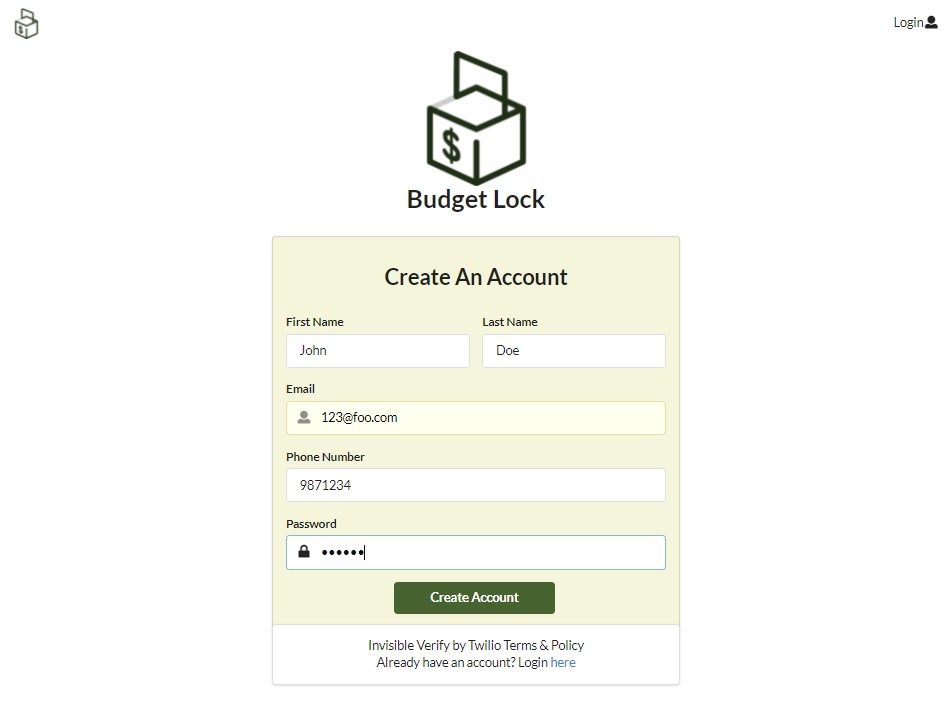 Login
$
$
Budget Lock
Create An Account
First Name Last Name
John Doe
Email
123@foo.com
Phone Number
9871234
Password
••••••
Create Account
Invisible Verify by Twilio Terms & Policy
Already have an account? Login here